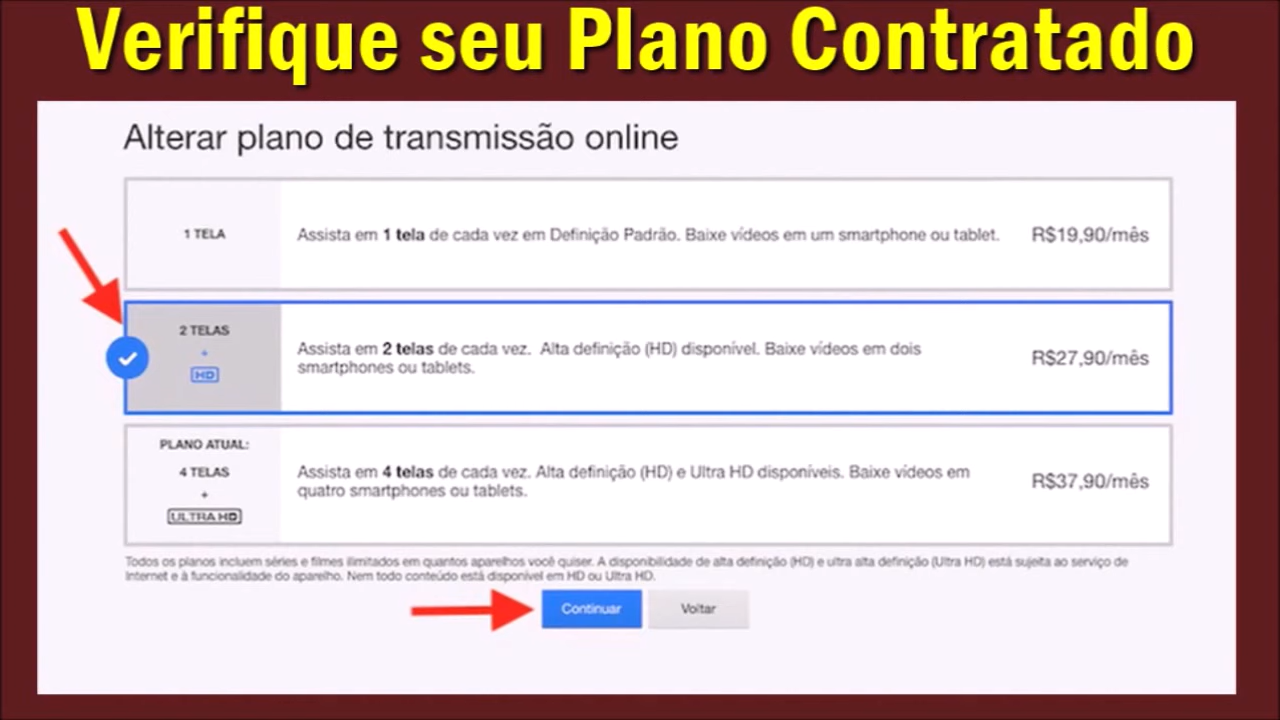 Verifique seu Plano Contratado
Alterar plano de transmissão online
1 TELA
Assista em 1 tela de cada vez em Definição Padrão. Baixe vídeos em um smartphone ou tablet.
R$19,90/mês
2 TELAS
+
HD
Assista em 2 telas de cada vez. Alta definição (HD) disponível. Baixe vídeos em dois
smartphones ou tablets.
R$27,90/mês
PLANO ATUAL:
4 TELAS
+
ULTRA HD
Assista em 4 telas de cada vez. Alta definição (HD) e Ultra HD disponíveis. Baixe vídeos em
quatro smartphones ou tablets.
R$37,90/mês
Todos os planos incluem séries e filmes ilimitados em quantos aparelhos você quiser. A disponibilidade de alta definição (HD) e ultra alta definição (Ultra HD) está sujeita ao serviço de
Internet e à funcionalidade do aparelho. Nem todo conteúdo está disponível em HD ou Ultra HD.
Continuar
Voltar